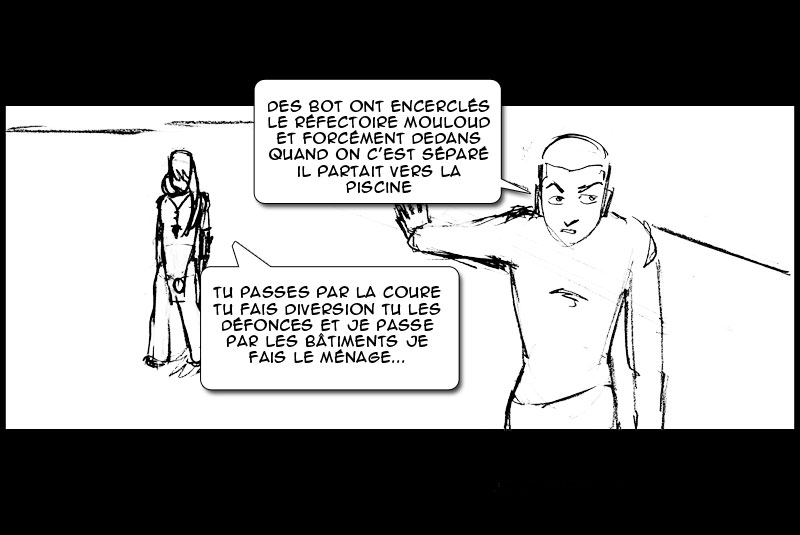 DES BOT ONT ENCERCLÉS
LE RÉFECTOIRE MOULOUD
ET FORCÉMENT DEDANS
QUAND ON C'EST SÉPARÉ
IL PARTAIT VERS LA
PISCINE
TU PASSES PAR LA COURE
TU FAIS DIVERSION TU LES
DÉFONCES ET JE PASSE
PAR LES BÂTIMENTS JE
FAIS LE MÉNAGE...